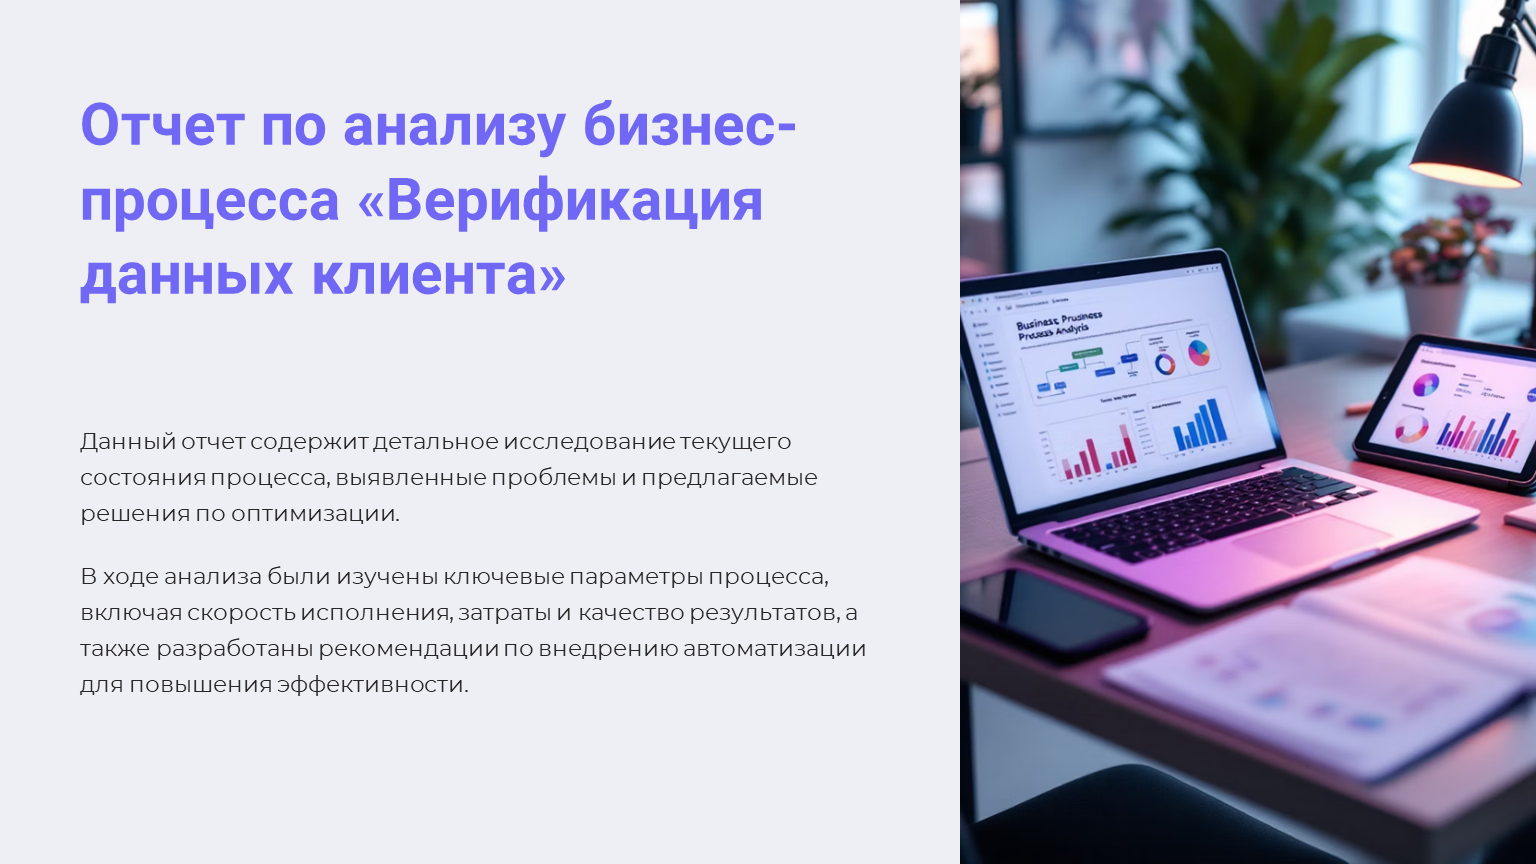 Отчет по анализу бизнес-
процесса «Верификация
данных клиента»
Данный отчет содержит детальное исследование текущего
состояния процесса, выявленные проблемы и предлагаемые
решения по оптимизации.
В ходе анализа были изучены ключевые параметры процесса,
включая скорость исполнения, затраты и качество результатов, а
также разработаны рекомендации по внедрению автоматизации
для повышения эффективности.
Business Prusiness
Process Analyris